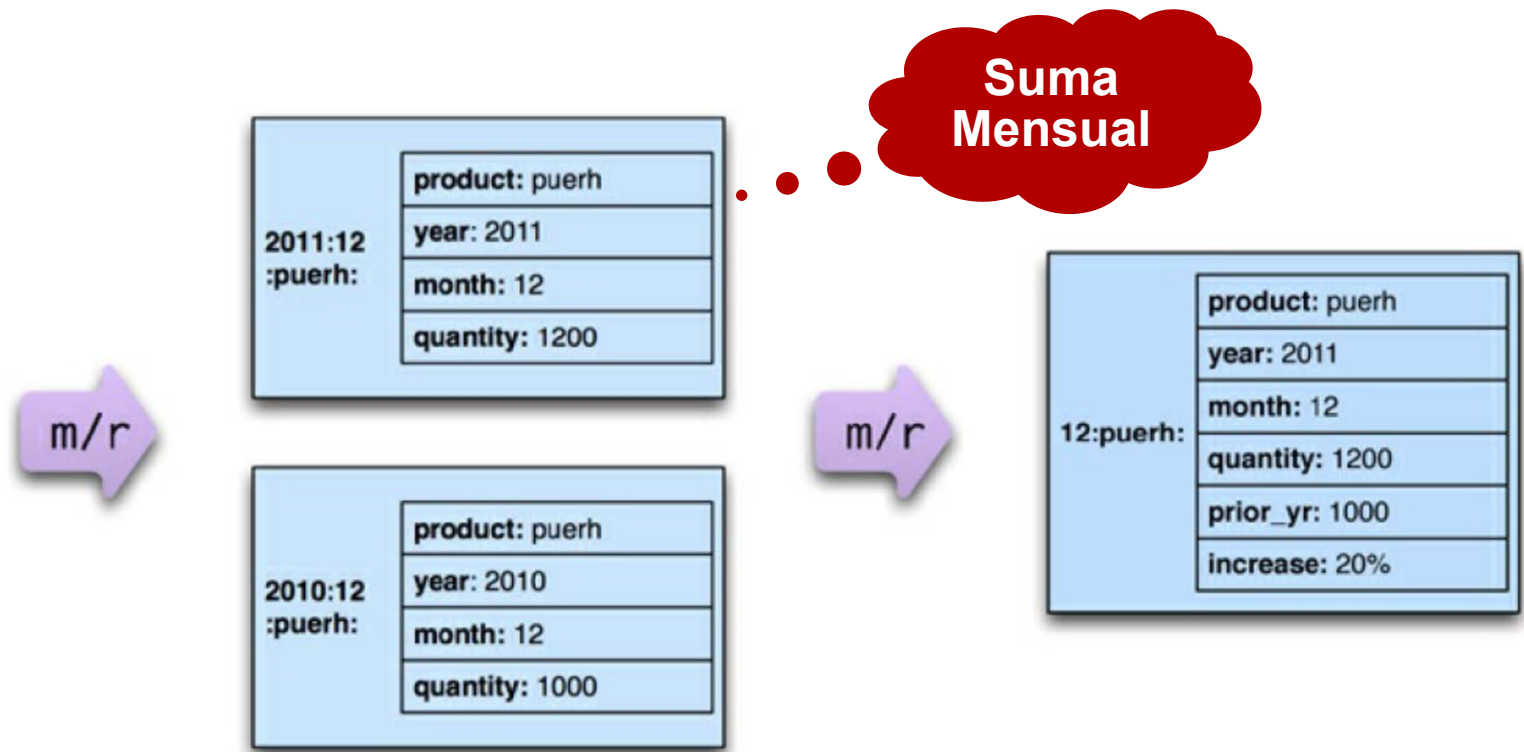 Suma
Mensual
m/r
2011:12
:puerh:
product: puerh
year: 2011
month: 12
quantity: 1200
2010:12
:puerh:
product: puerh
year: 2010
month: 12
quantity: 1000
m/r
12:puerh:
product: puerh
year: 2011
month: 12
quantity: 1200
prior_yr: 1000
increase: 20%